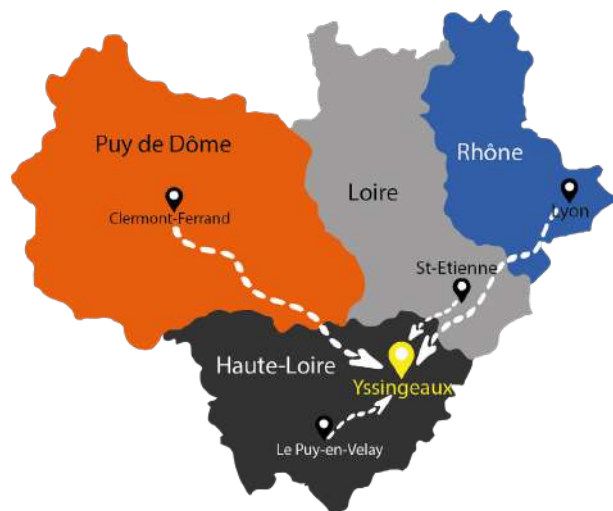 Puy de Dôme
Rhône
Loire
Lyon
Clermont-Ferrand
St-Etienne
Haute-Loire
Yssingeaux
Le Puy-en-Velay